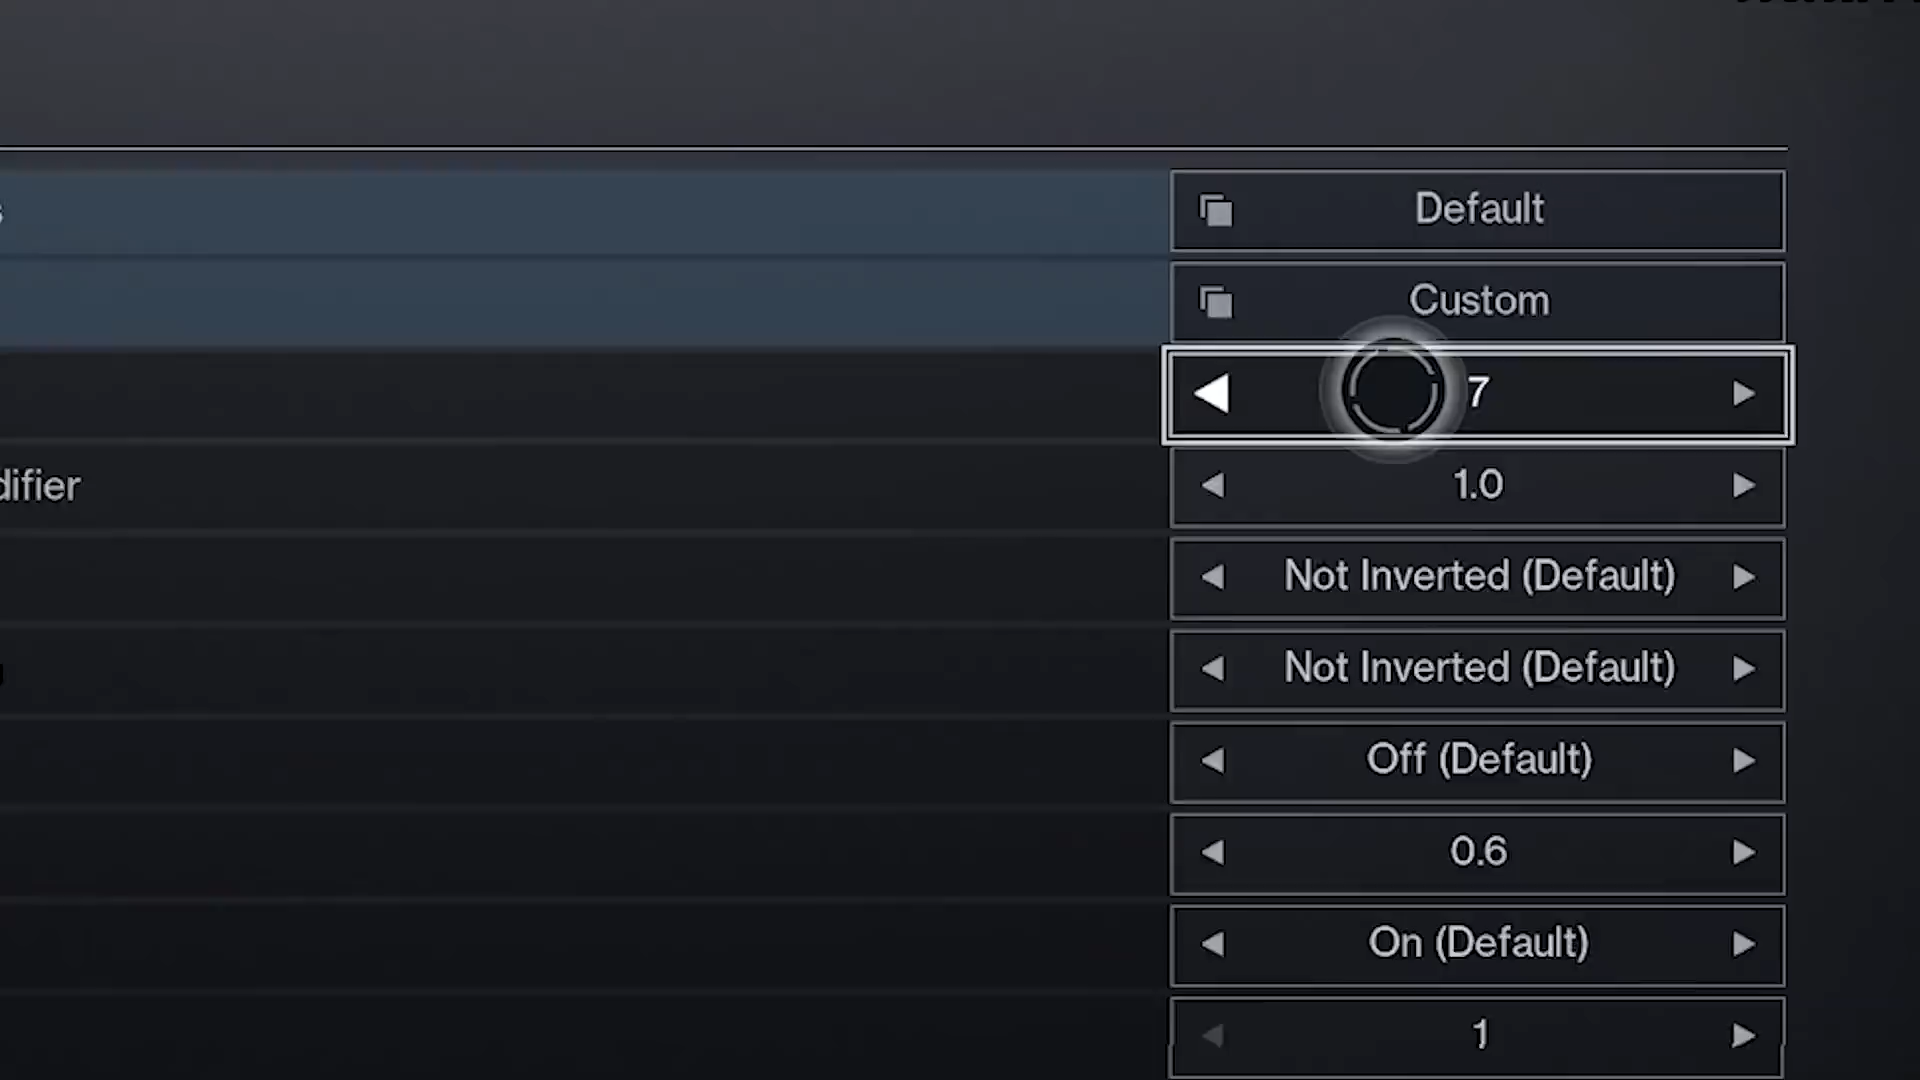 Default
Custom
7
difier
1.0
Not Inverted (Default)
Not Inverted (Default)
Off (Default)
0.6
On (Default)
1